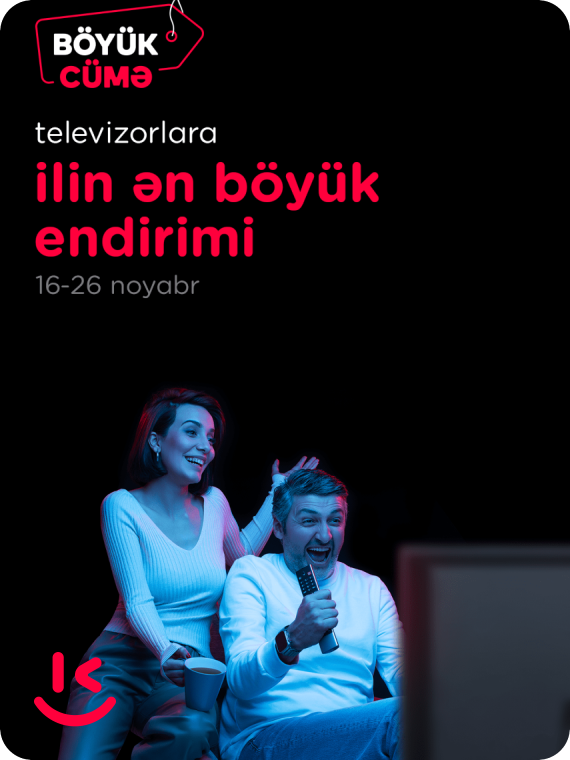 BÖYÜK
CÜMƏ
televizorlara
ilin ən böyük
endirimi
16-26 noyabr